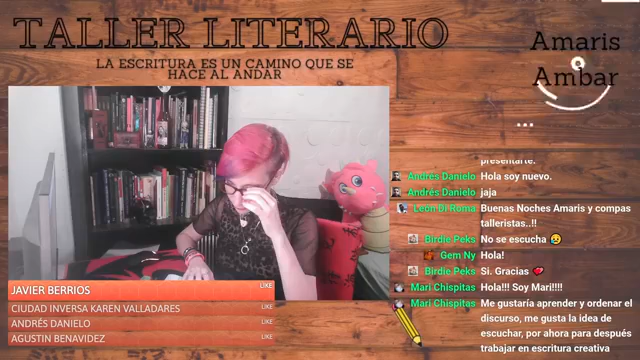 TALLER LITERARIO
LA ESCRITURA ES UN CAMINO QUE SE
HACE AL ANDAR
Amaris
Ambar
presentarte.
Andrés Danielo Hola soy nuevo.
Andrés Danielo jaja
León Di Roma Buenas Noches Amaris y compas
talleristas..!!
Birdie Peks No se escucha 😥
Gem Ny Hola!
Birdie Peks Si. Gracias 💕
Mari Chispitas Hola!!! Soy Mari!!!!
Mari Chispitas Me gustaría aprender y ordenar el
discurso, me gusta la idea de
escuchar, por ahora para después
trabajar en escritura creativa
JAVIER BERRIOS LIKE
CIUDAD INVERSA KAREN VALLADARES LIKE
ANDRÉS DANIELO LIKE
AGUSTIN BENAVIDEZ LIKE